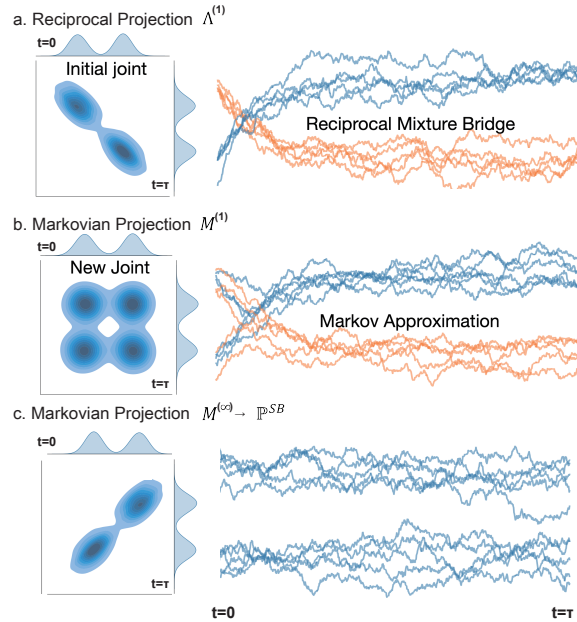 a. Reciprocal Projection Λ⁽¹⁾
t=0
Initial joint
t=τ
Reciprocal Mixture Bridge
b. Markovian Projection M⁽¹⁾
t=0
New Joint
t=τ
Markov Approximation
c. Markovian Projection M⁽∞⁾→ ℙ^SB
t=0
t=τ
t=0 t=τ